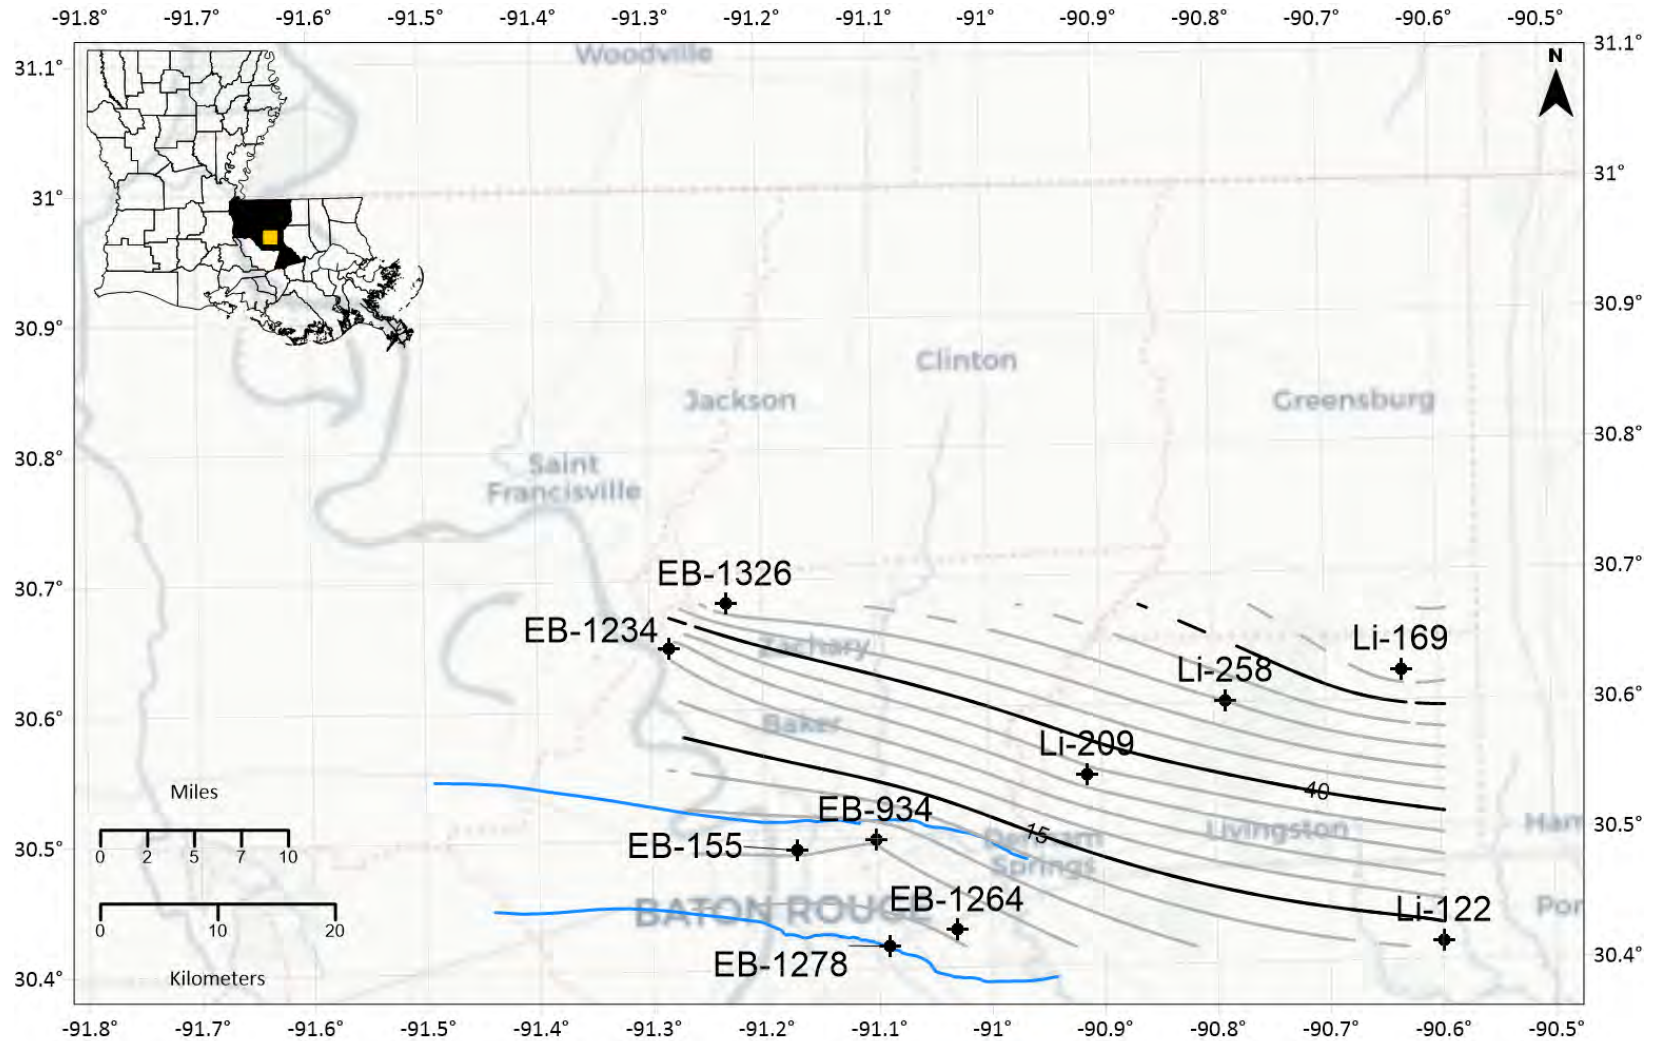 -91.8° -91.7° -91.6° -91.5° -91.4° -91.3° -91.2° -91.1° -91° -90.9° -90.8° -90.7° -90.6° -90.5°
31.1°
31.1°
N
Woodville
31°
31°
30.9°
30.9°
Clinton
Jackson
Greensburg
30.8°
30.8°
Saint
Francisville
30.7°
30.7°
EB-1326
EB-1234
Zachary
Li-169
Li-258
30.6°
30.6°
Baker
Li-209
40
Miles
0 2 5 7 10
EB-934
15
Springs
Livingston
30.5°
30.5°
EB-155
EB-1264
BATON ROUGE
Li-122
0 10 20
EB-1278
Kilometers
30.4°
30.4°
-91.8° -91.7° -91.6° -91.5° -91.4° -91.3° -91.2° -91.1° -91° -90.9° -90.8° -90.7° -90.6° -90.5°